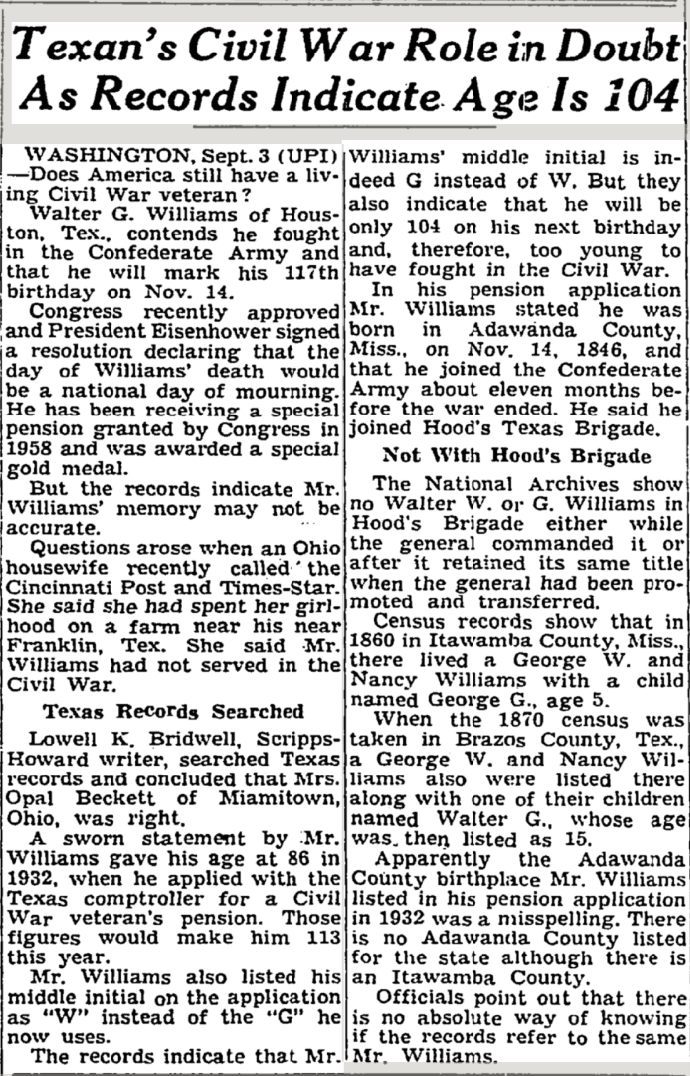 Texan's Civil War Role in Doubt
As Records Indicate Age Is 104
WASHINGTON, Sept. 3 (UPI)
—Does America still have a liv-
ing Civil War veteran?
Walter G. Williams of Hous-
ton, Tex., contends he fought
in the Confederate Army and
that he will mark his 117th
birthday on Nov. 14.
Congress recently approved
and President Eisenhower signed
a resolution declaring that the
day of Williams' death would
be a national day of mourning.
He has been receiving a special
pension granted by Congress in
1958 and was awarded a special
gold medal.
But the records indicate Mr.
Williams' memory may not be
accurate.
Questions arose when an Ohio
housewife recently called the
Cincinnati Post and Times-Star.
She said she had spent her girl-
hood on a farm near his near
Franklin, Tex. She said Mr.
Williams had not served in the
Civil War.
Texas Records Searched
Lowell K. Bridwell, Scripps-
Howard writer, searched Texas
records and concluded that Mrs.
Opal Beckett of Miamitown,
Ohio, was right.
A sworn statement by Mr.
Williams gave his age at 86 in
1932, when he applied with the
Texas comptroller for a Civil
War veteran's pension. Those
figures would make him 113
this year.
Mr. Williams also listed his
middle initial on the application
as "W" instead of the "G" he
now uses.
The records indicate that Mr.
Williams' middle initial is in-
deed G instead of W. But they
also indicate that he will be
only 104 on his next birthday
and, therefore, too young to
have fought in the Civil War.
In his pension application
Mr. Williams stated he was
born in Adawanda County,
Miss., on Nov. 14, 1846, and
that he joined the Confederate
Army about eleven months be-
fore the war ended. He said he
joined Hood's Texas Brigade.
Not With Hood's Brigade
The National Archives show
no Walter W. or G. Williams in
Hood's Brigade either while
the general commanded it or
after it retained its same title
when the general had been pro-
moted and transferred.
Census records show that in
1860 in Itawamba County, Miss.,
there lived a George W. and
Nancy Williams with a child
named George G., age 5.
When the 1870 census was
taken in Brazos County, Tex.,
a George W. and Nancy Wil-
liams also were listed there
along with one of their children
named Walter G., whose age
was then listed as 15.
Apparently the Adawanda
County birthplace Mr. Williams
listed in his pension application
in 1932 was a misspelling. There
is no Adawanda County listed
for the state although there is
an Itawamba County.
Officials point out that there
is no absolute way of knowing
if the records refer to the same
Mr. Williams.